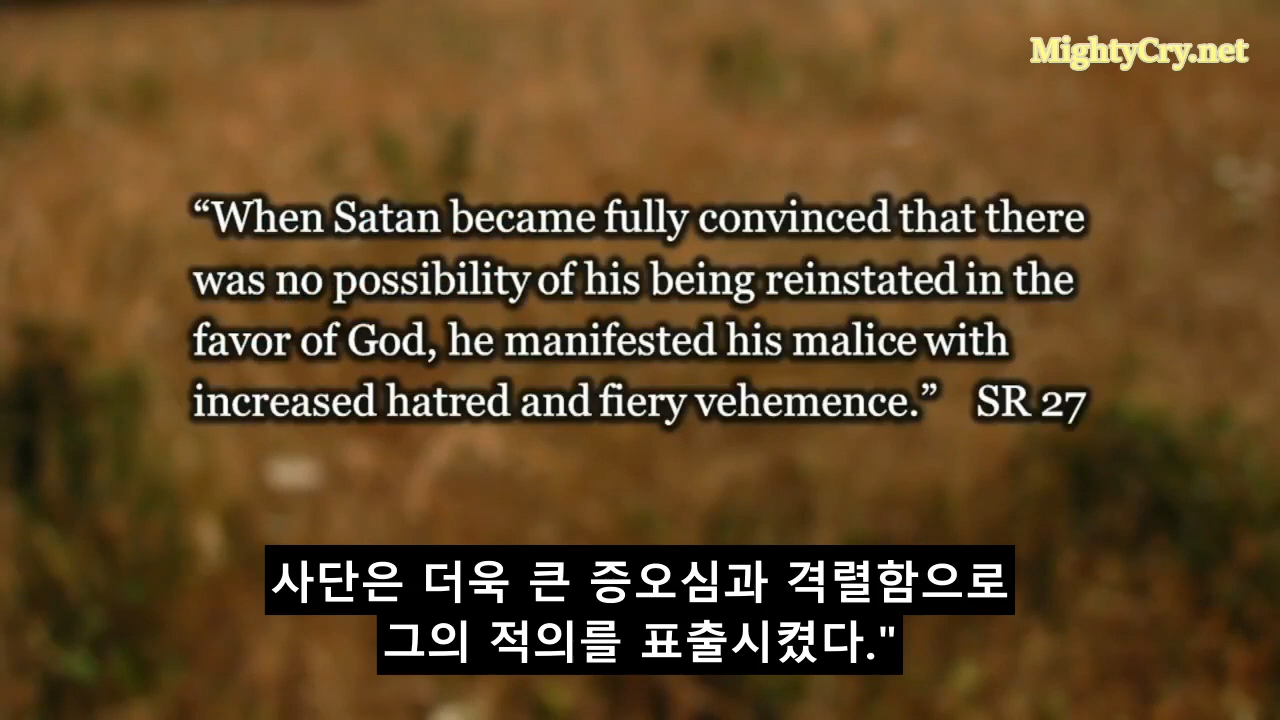 MightyCry.net
“When Satan became fully convinced that there
was no possibility of his being reinstated in the
favor of God, he manifested his malice with
increased hatred and fiery vehemence.” SR 27
사단은 더욱 큰 증오심과 격렬함으로
그의 적의를 표출시켰다."